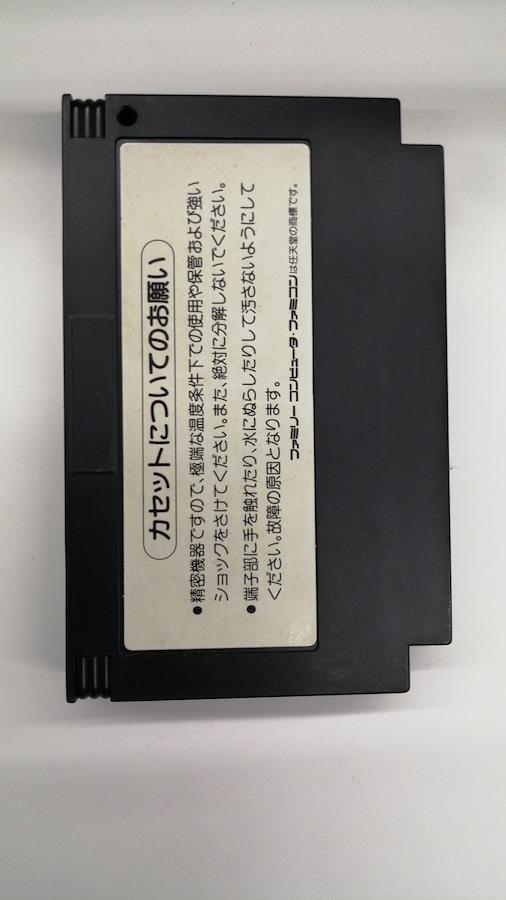 カセットについてのお願い
●精密機器ですので、極端な温度条件下での使用や保管および強い
ショックをさけてください。また、絶対に分解しないでください。
●端子部に手を触れたり、水にぬらしたりして汚さないようにして
ください。故障の原因となります。
ファミリー コンピュータ・ファミコンは任天堂の商標です。